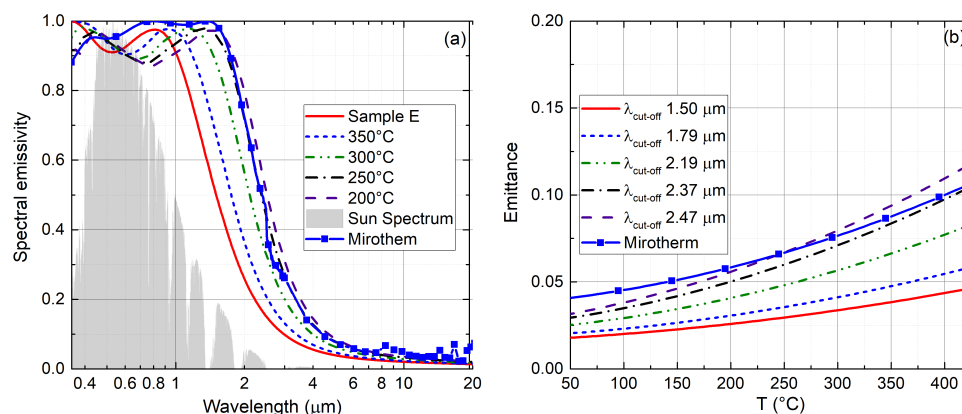 (a)
Spectral emissivity
1.0
0.8
0.6
0.4
0.2
0.0
Sample E
350°C
300°C
250°C
200°C
Sun Spectrum
Mirothem
0.4 0.6 0.8 1 2 4 6 8 10 20
Wavelength (μm)
(b)
Emittance
0.20
0.15
0.10
0.05
0.00
λcut-off 1.50 μm
λcut-off 1.79 μm
λcut-off 2.19 μm
λcut-off 2.37 μm
λcut-off 2.47 μm
Mirotherm
50 100 150 200 250 300 350 400
T (°C)